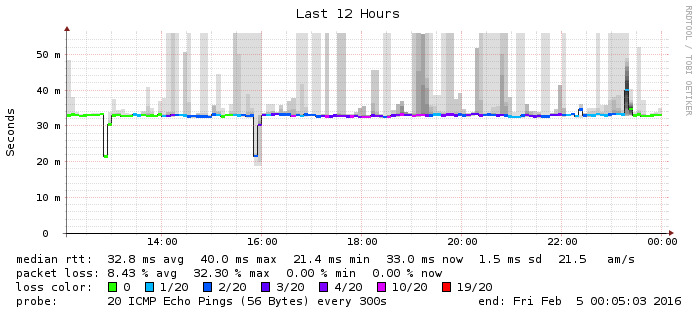 Last 12 Hours
RRDTOOL / TOBI OETIKER
Seconds
50 m
40 m
30 m
20 m
10 m
0
14:00 16:00 18:00 20:00 22:00 00:00
median rtt: 32.8 ms avg 40.0 ms max 21.4 ms min 33.0 ms now 1.5 ms sd 21.5 am/s
packet loss: 8.43 % avg 32.30 % max 0.00 % min 0.00 % now
loss color: 0 1/20 2/20 3/20 4/20 10/20 19/20
probe: 20 ICMP Echo Pings (56 Bytes) every 300s end: Fri Feb 5 00:05:03 2016